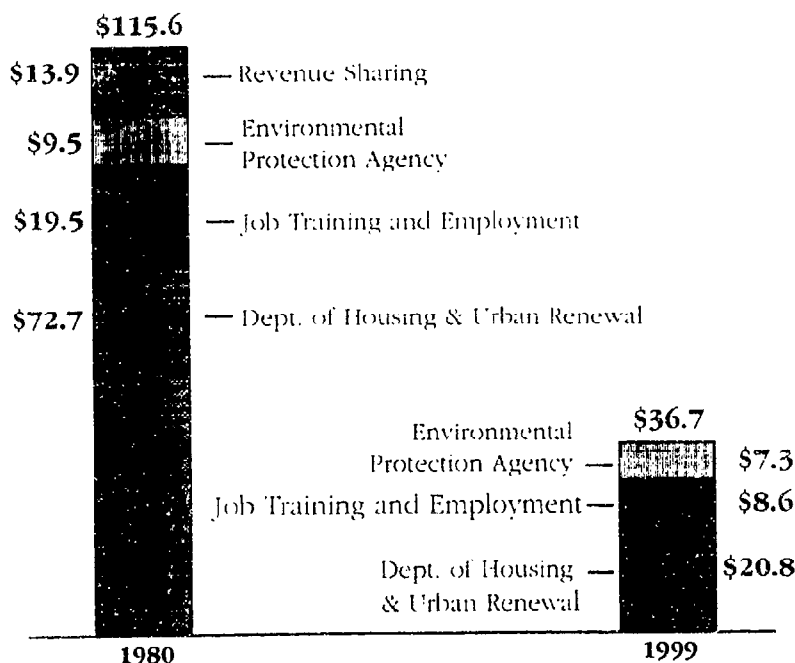 $115.6
$13.9
Revenue Sharing
$9.5
Environmental
Protection Agency
$19.5
Job Training and Employment
$72.7
Dept. of Housing & Urban Renewal
$36.7
Environmental
Protection Agency
$7.3
Job Training and Employment
$8.6
Dept. of Housing
& Urban Renewal
$20.8
1980
1999